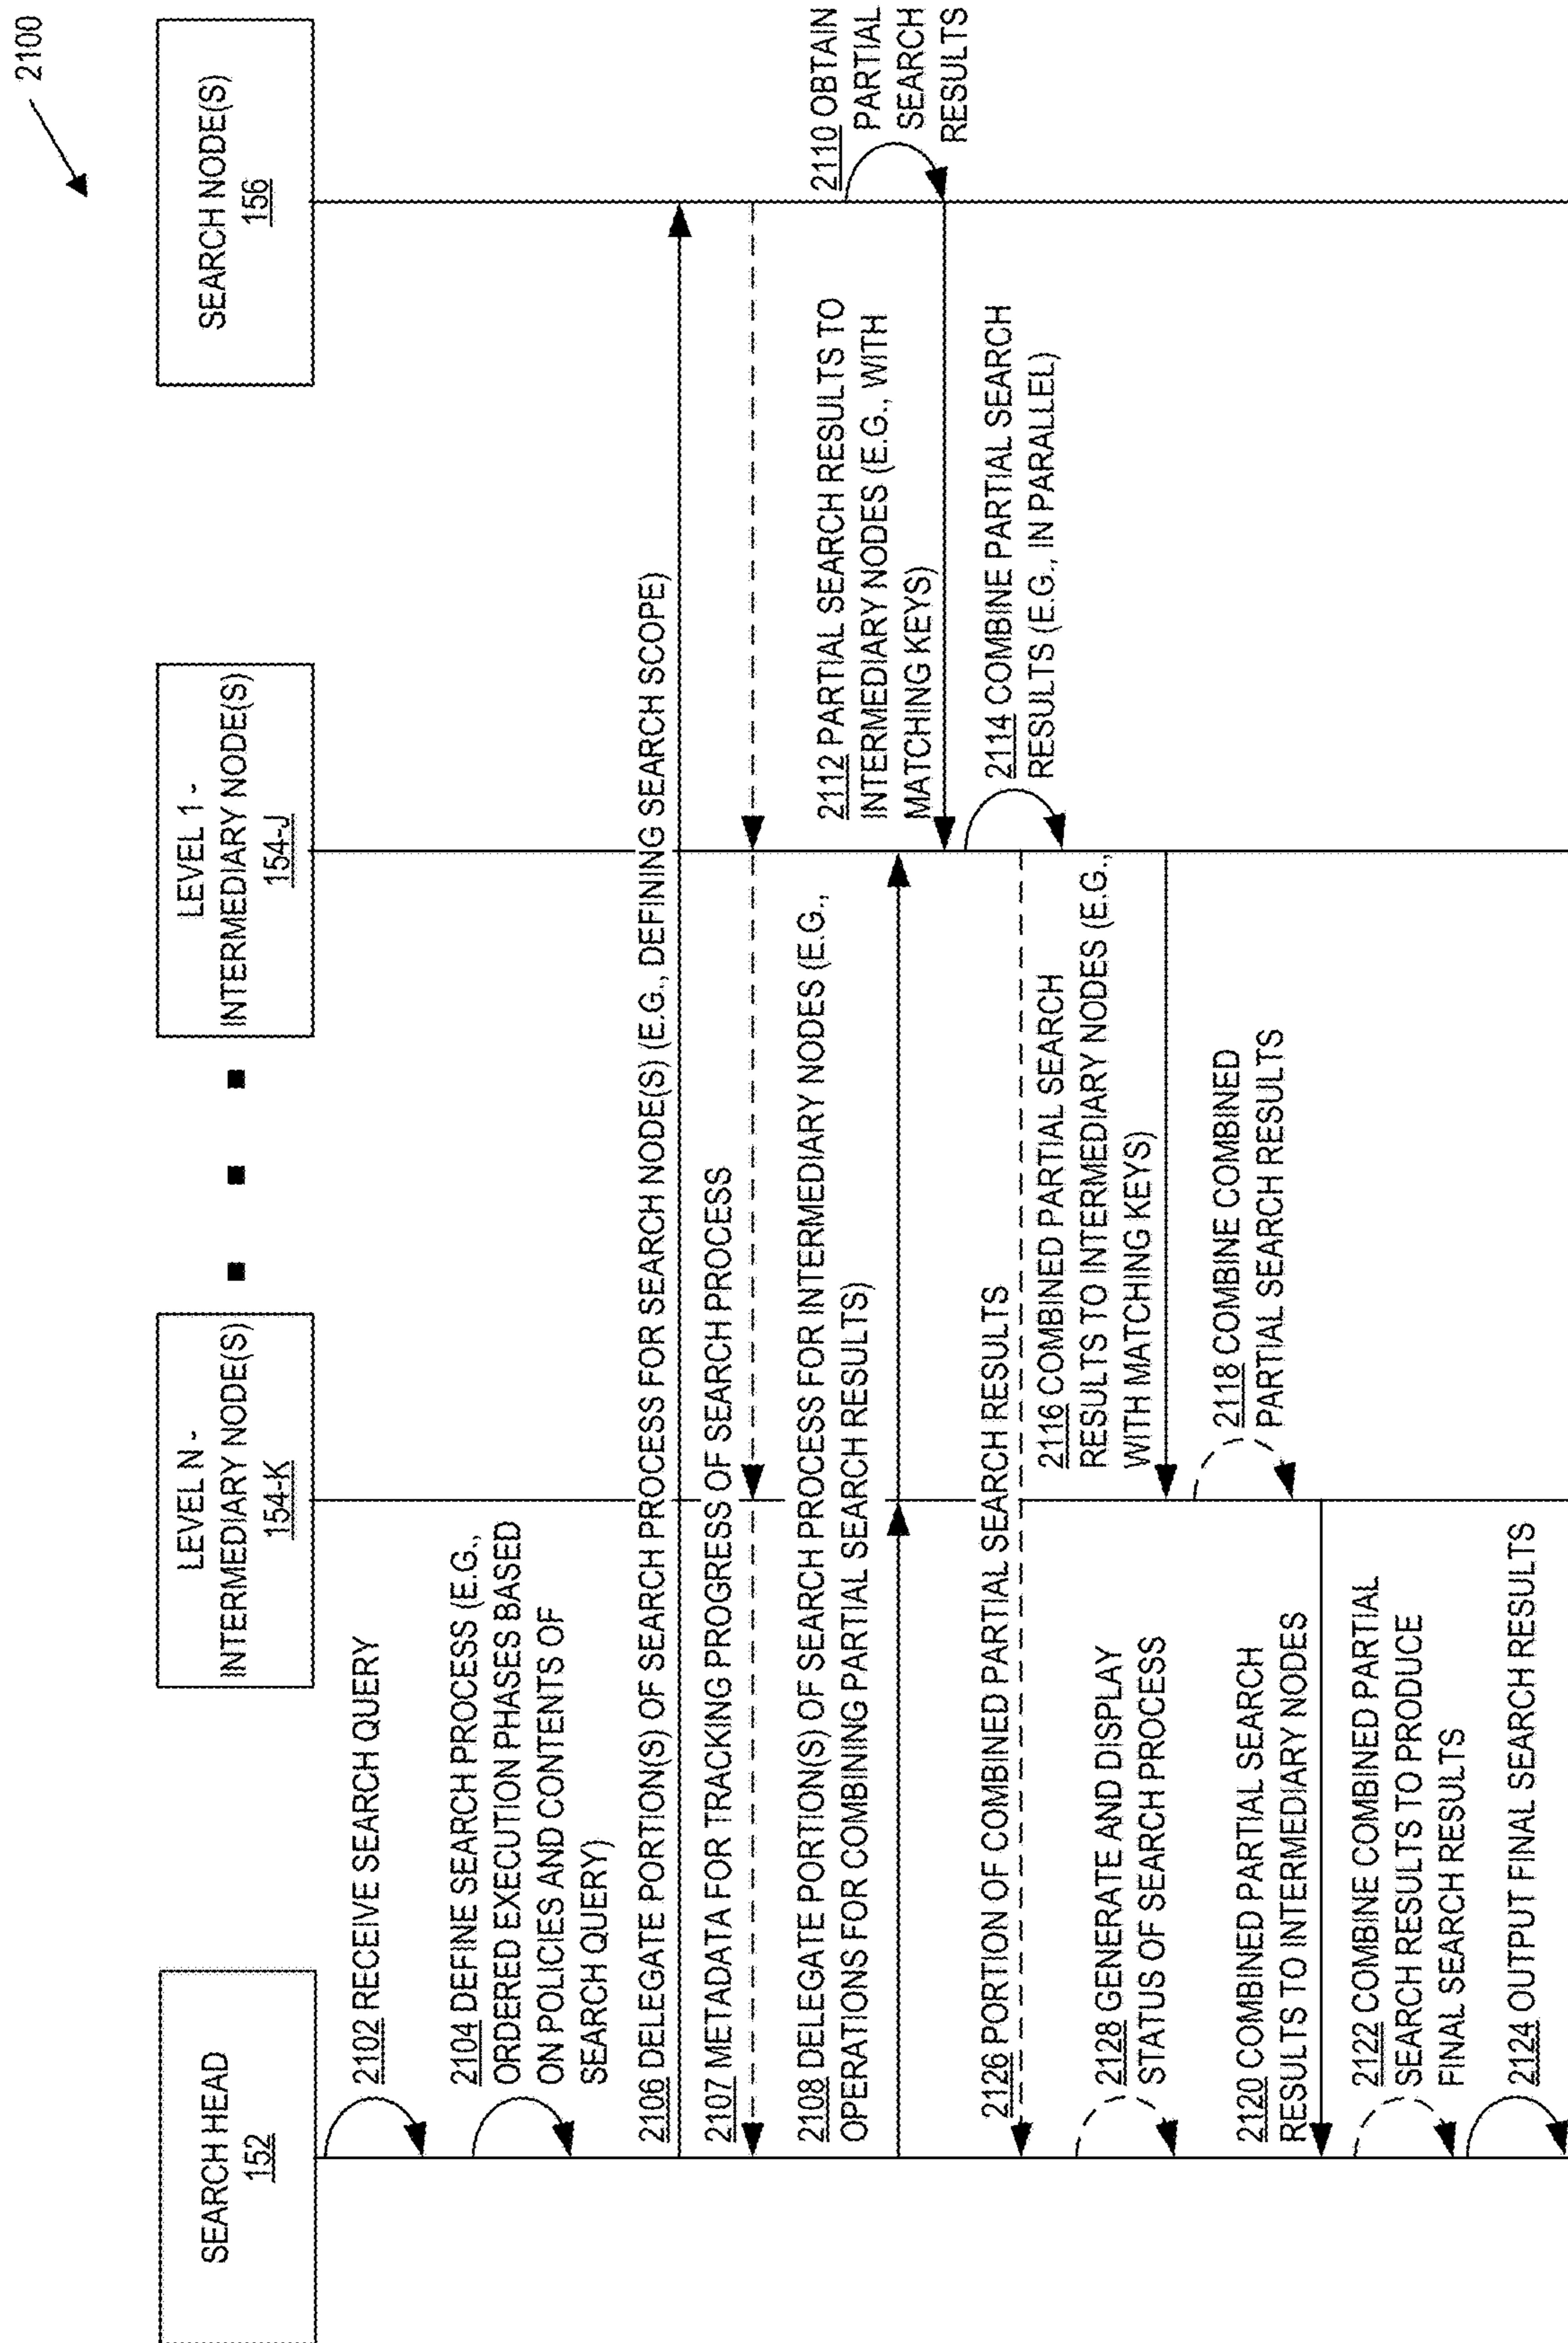 2100
SEARCH HEAD
152
LEVEL N -
INTERMEDIARY NODE(S)
154-K
LEVEL 1 -
INTERMEDIARY NODE(S)
154-J
SEARCH NODE(S)
156
2102 RECEIVE SEARCH QUERY
2104 DEFINE SEARCH PROCESS (E.G.,
ORDERED EXECUTION PHASES BASED
ON POLICIES AND CONTENTS OF
SEARCH QUERY)
2106 DELEGATE PORTION(S) OF SEARCH PROCESS FOR SEARCH NODE(S) (E.G., DEFINING SEARCH SCOPE)
2107 METADATA FOR TRACKING PROGRESS OF SEARCH PROCESS
2108 DELEGATE PORTION(S) OF SEARCH PROCESS FOR INTERMEDIARY NODES (E.G.,
OPERATIONS FOR COMBINING PARTIAL SEARCH RESULTS)
2110 OBTAIN
PARTIAL
SEARCH
RESULTS
2112 PARTIAL SEARCH RESULTS TO
INTERMEDIARY NODES (E.G., WITH
MATCHING KEYS)
2114 COMBINE PARTIAL SEARCH
RESULTS (E.G., IN PARALLEL)
2126 PORTION OF COMBINED PARTIAL SEARCH RESULTS
2116 COMBINED PARTIAL SEARCH
RESULTS TO INTERMEDIARY NODES (E.G.,
WITH MATCHING KEYS)
2128 GENERATE AND DISPLAY
STATUS OF SEARCH PROCESS
2118 COMBINE COMBINED
PARTIAL SEARCH RESULTS
2120 COMBINED PARTIAL SEARCH
RESULTS TO INTERMEDIARY NODES
2122 COMBINE COMBINED PARTIAL
SEARCH RESULTS TO PRODUCE
FINAL SEARCH RESULTS
2124 OUTPUT FINAL SEARCH RESULTS